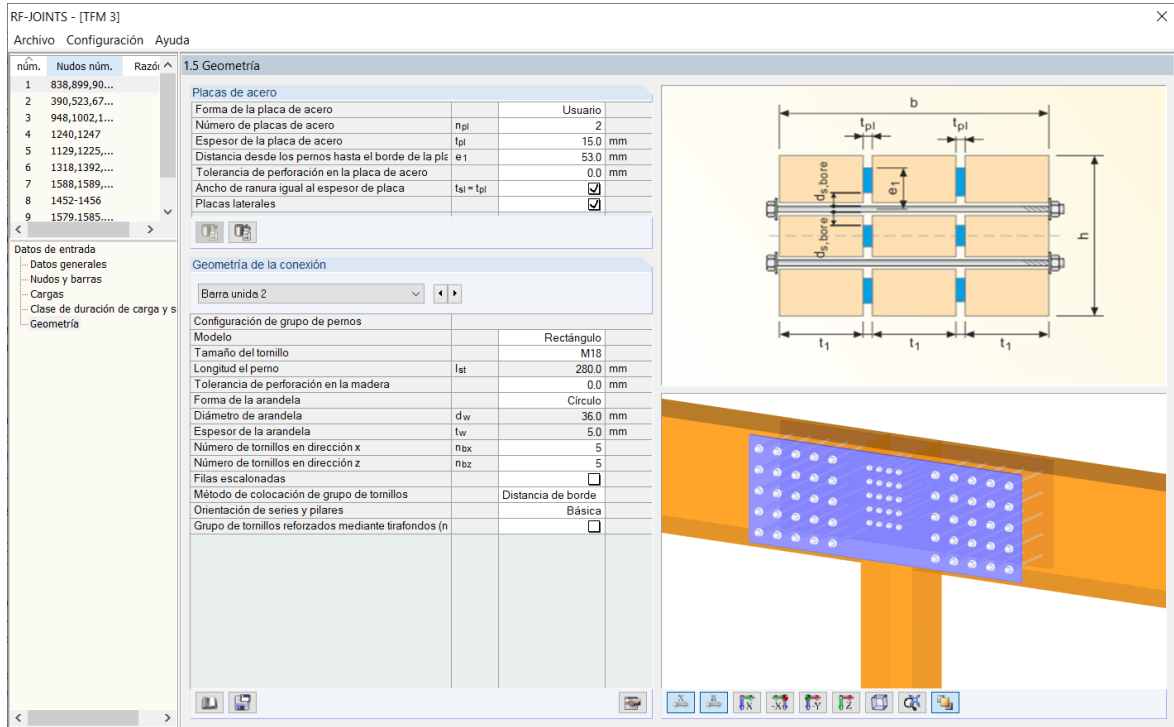 RF-JOINTS - [TFM 3]
Archivo Configuración Ayuda
núm. Nudos núm. Razó
1 838,899,90...
2 390,523,67...
3 948,1002,1...
4 1240,1247
5 1129,1225,...
6 1318,1392,...
7 1588,1589,...
8 1452-1456
9 1579,1585,...
Datos de entrada
Datos generales
Nudos y barras
Cargas
Clase de duración de carga y s
Geometría
1.5 Geometría
Placas de acero
Forma de la placa de acero Usuario
Número de placas de acero npl 2
Espesor de la placa de acero tpl 15.0 mm
Distancia desde los pernos hasta el borde de la pla e1 53.0 mm
Tolerancia de perforación en la placa de acero 0.0 mm
Ancho de ranura igual al espesor de placa tsl = tpl
Placas laterales
Geometría de la conexión
Barra unida 2
Configuración de grupo de pernos
Modelo Rectángulo
Tamaño del tornillo M18
Longitud el perno lst 280.0 mm
Tolerancia de perforación en la madera 0.0 mm
Forma de la arandela Círculo
Diámetro de arandela dw 36.0 mm
Espesor de la arandela tw 5.0 mm
Número de tornillos en dirección x nbx 5
Número de tornillos en dirección z nbz 5
Filas escalonadas
Método de colocación de grupo de tornillos Distancia de borde
Orientación de series y pilares Básica
Grupo de tornillos reforzados mediante tirafondos (n
b
tpl tpl
ds,bore e1
ds,bore
h
t1 t1 t1
X -X -Y Z